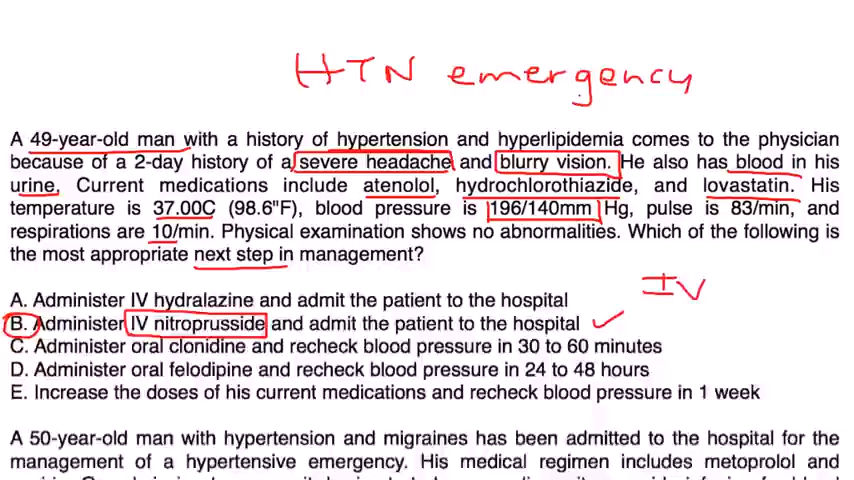 HTN emergency
A 49-year-old man with a history of hypertension and hyperlipidemia comes to the physician
because of a 2-day history of a severe headache and blurry vision. He also has blood in his
urine. Current medications include atenolol, hydrochlorothiazide, and lovastatin. His
temperature is 37.00C (98.6"F), blood pressure is 196/140mm Hg, pulse is 83/min, and
respirations are 10/min. Physical examination shows no abnormalities. Which of the following is
the most appropriate next step in management?
A. Administer IV hydralazine and admit the patient to the hospital
IV
B. Administer IV nitroprusside and admit the patient to the hospital
C. Administer oral clonidine and recheck blood pressure in 30 to 60 minutes
D. Administer oral felodipine and recheck blood pressure in 24 to 48 hours
E. Increase the doses of his current medications and recheck blood pressure in 1 week
A 50-year-old man with hypertension and migraines has been admitted to the hospital for the
management of a hypertensive emergency. His medical regimen includes metoprolol and